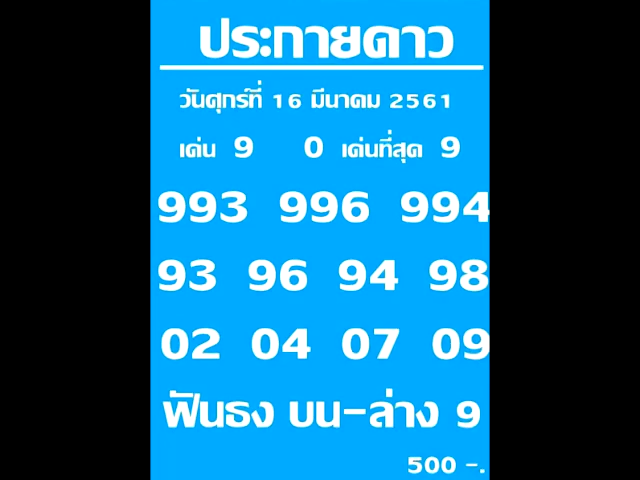 ประกายดาว
วันศุกร์ที่ 16 มีนาคม 2561
เด่น 9 0 เด่นที่สุด 9
993 996 994
93 96 94 98
02 04 07 09
ฟันธง บน-ล่าง 9
500 -.